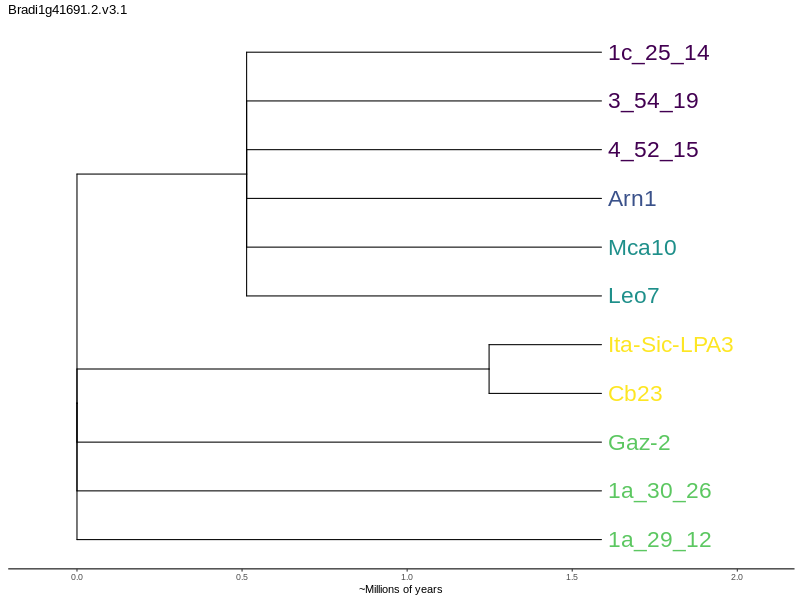 Bradi1g41691.2.v3.1
1c_25_14
3_54_19
4_52_15
Arn1
Mca10
Leo7
Ita-Sic-LPA3
Cb23
Gaz-2
1a_30_26
1a_29_12
0.0 0.5 1.0 1.5 2.0
~Millions of years